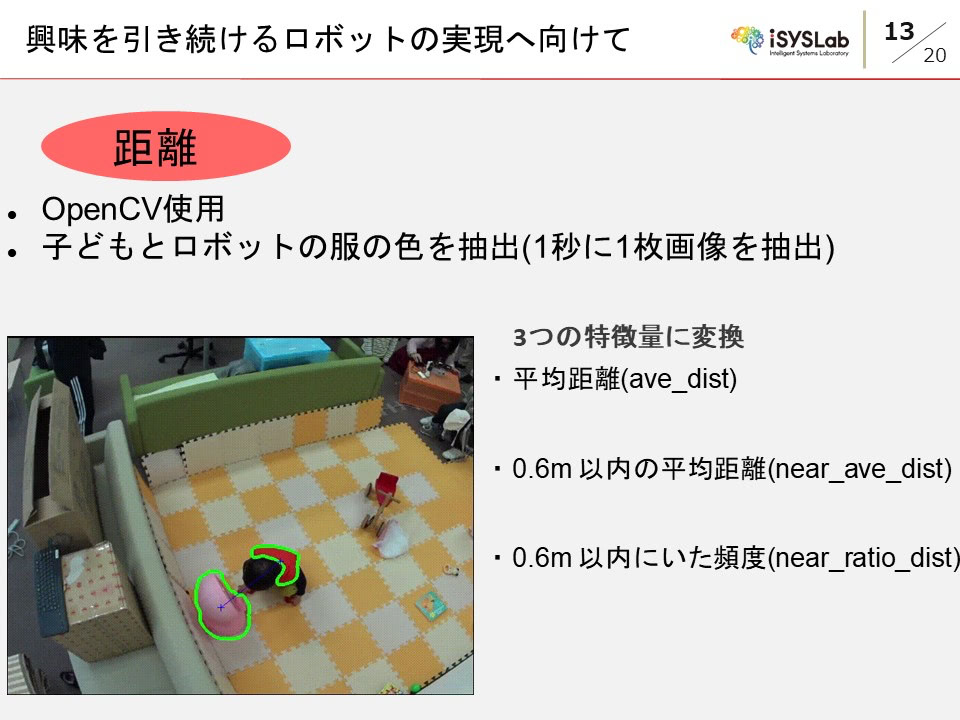 興味を引き続けるロボットの実現へ向けて
iSYSLab
Intelligent Systems Laboratory
13
20
距離
● OpenCV使用
● 子どもとロボットの服の色を抽出(1秒に1枚画像を抽出)
3つの特徴量に変換
・平均距離(ave_dist)
・0.6m 以内の平均距離(near_ave_dist)
・0.6m 以内にいた頻度(near_ratio_dist)